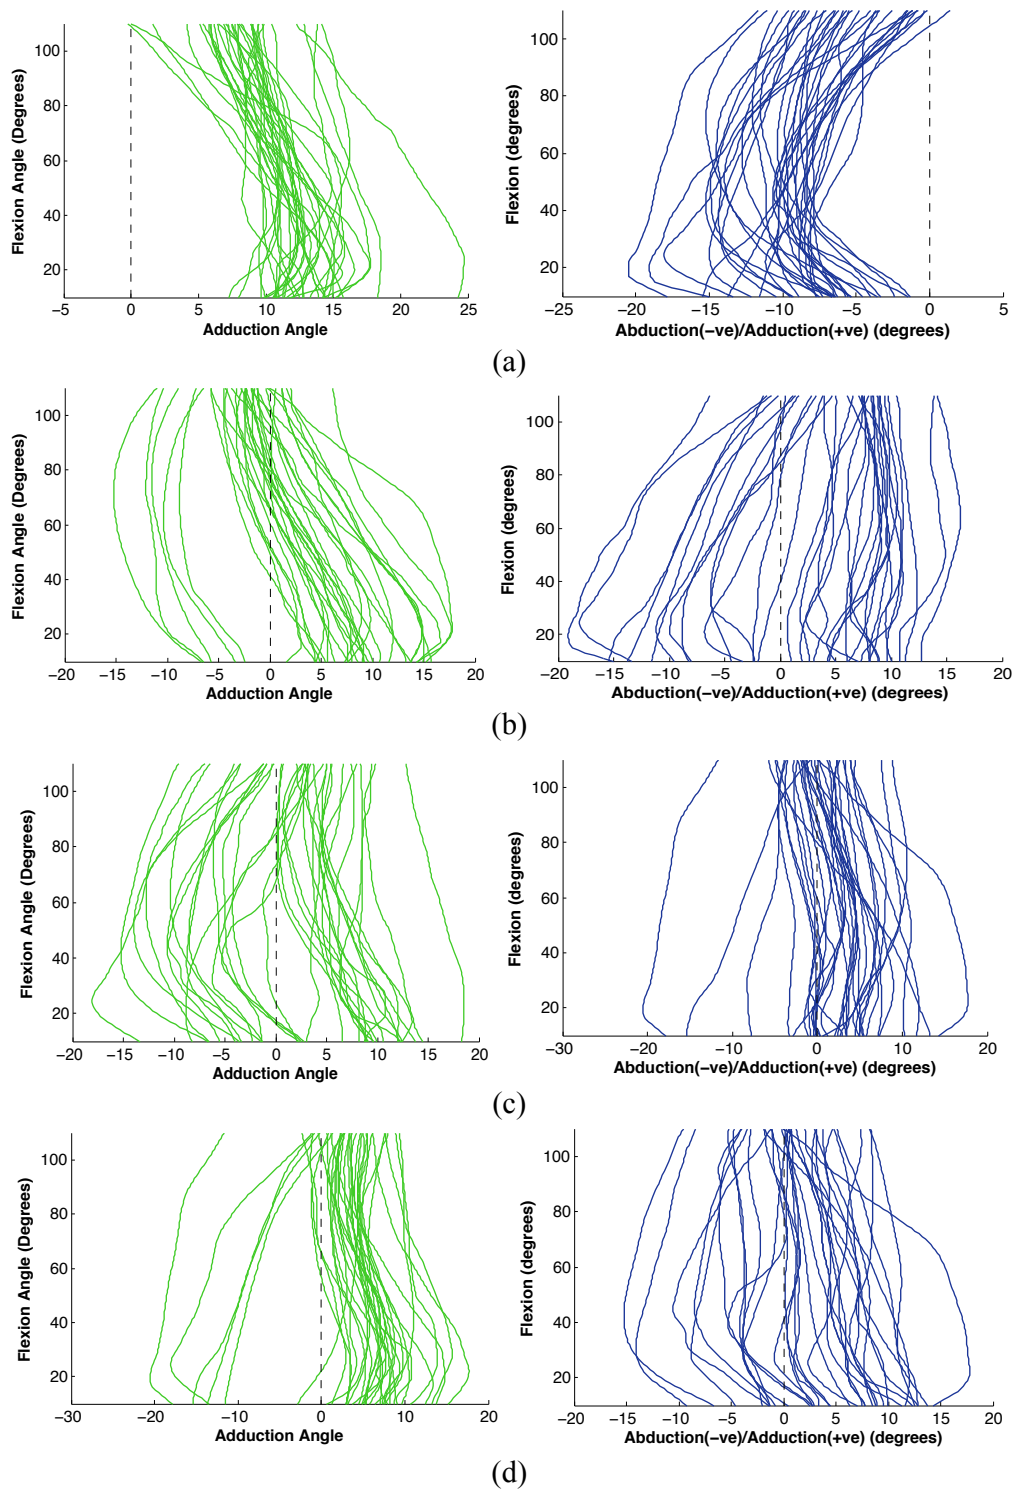 Flexion Angle (Degrees)
100
80
60
40
20
−5 0 5 10 15 20 25
Adduction Angle
Flexion (degrees)
100
80
60
40
20
−25 −20 −15 −10 −5 0 5
Abduction(−ve)/Adduction(+ve) (degrees)
(a)
Flexion Angle (Degrees)
100
80
60
40
20
−20 −15 −10 −5 0 5 10 15 20
Adduction Angle
Flexion (degrees)
100
80
60
40
20
−20 −15 −10 −5 0 5 10 15 20
Abduction(−ve)/Adduction(+ve) (degrees)
(b)
Flexion Angle (Degrees)
100
80
60
40
20
−20 −15 −10 −5 0 5 10 15 20
Adduction Angle
Flexion (degrees)
100
80
60
40
20
10
−30 −10 0 10 20
Abduction(−ve)/Adduction(+ve) (degrees)
(c)
Flexion Angle (Degrees)
100
80
60
40
20
−30 −20 −10 0 10 20
Adduction Angle
Flexion (degrees)
100
80
60
40
20
−20 −15 −10 −5 0 5 10 15 20
Abduction(−ve)/Adduction(+ve) (degrees)
(d)